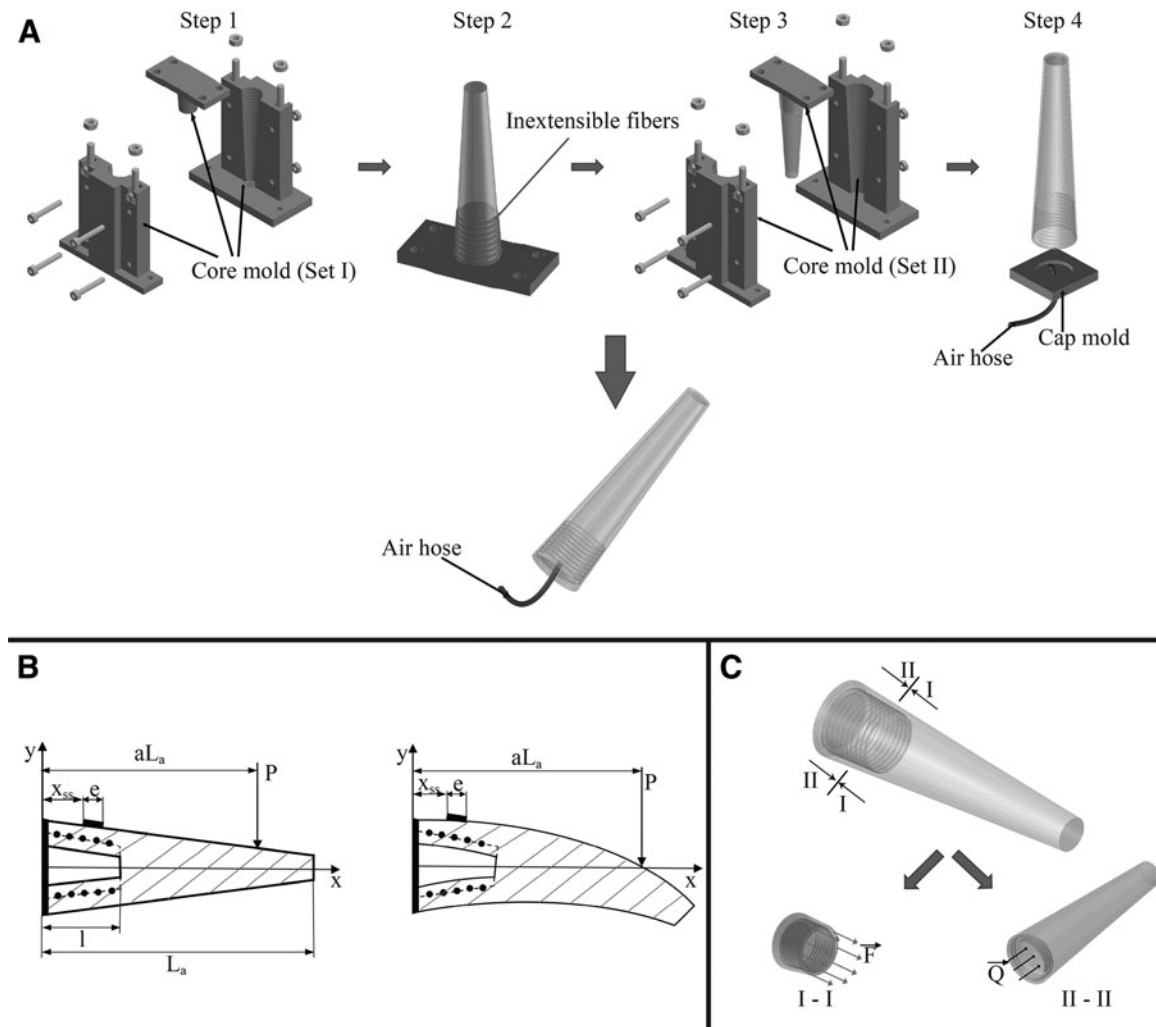 A
Step 1
Step 2
Step 3
Step 4
Inextensible fibers
Core mold (Set I)
Core mold (Set II)
Air hose
Cap mold
Air hose
B
y
aLₐ
P
xₛₛ
e
x
l
Lₐ
y
aLₐ
P
xₛₛ
e
x
C
II
I
II
I
F
I - I
Q
II - II